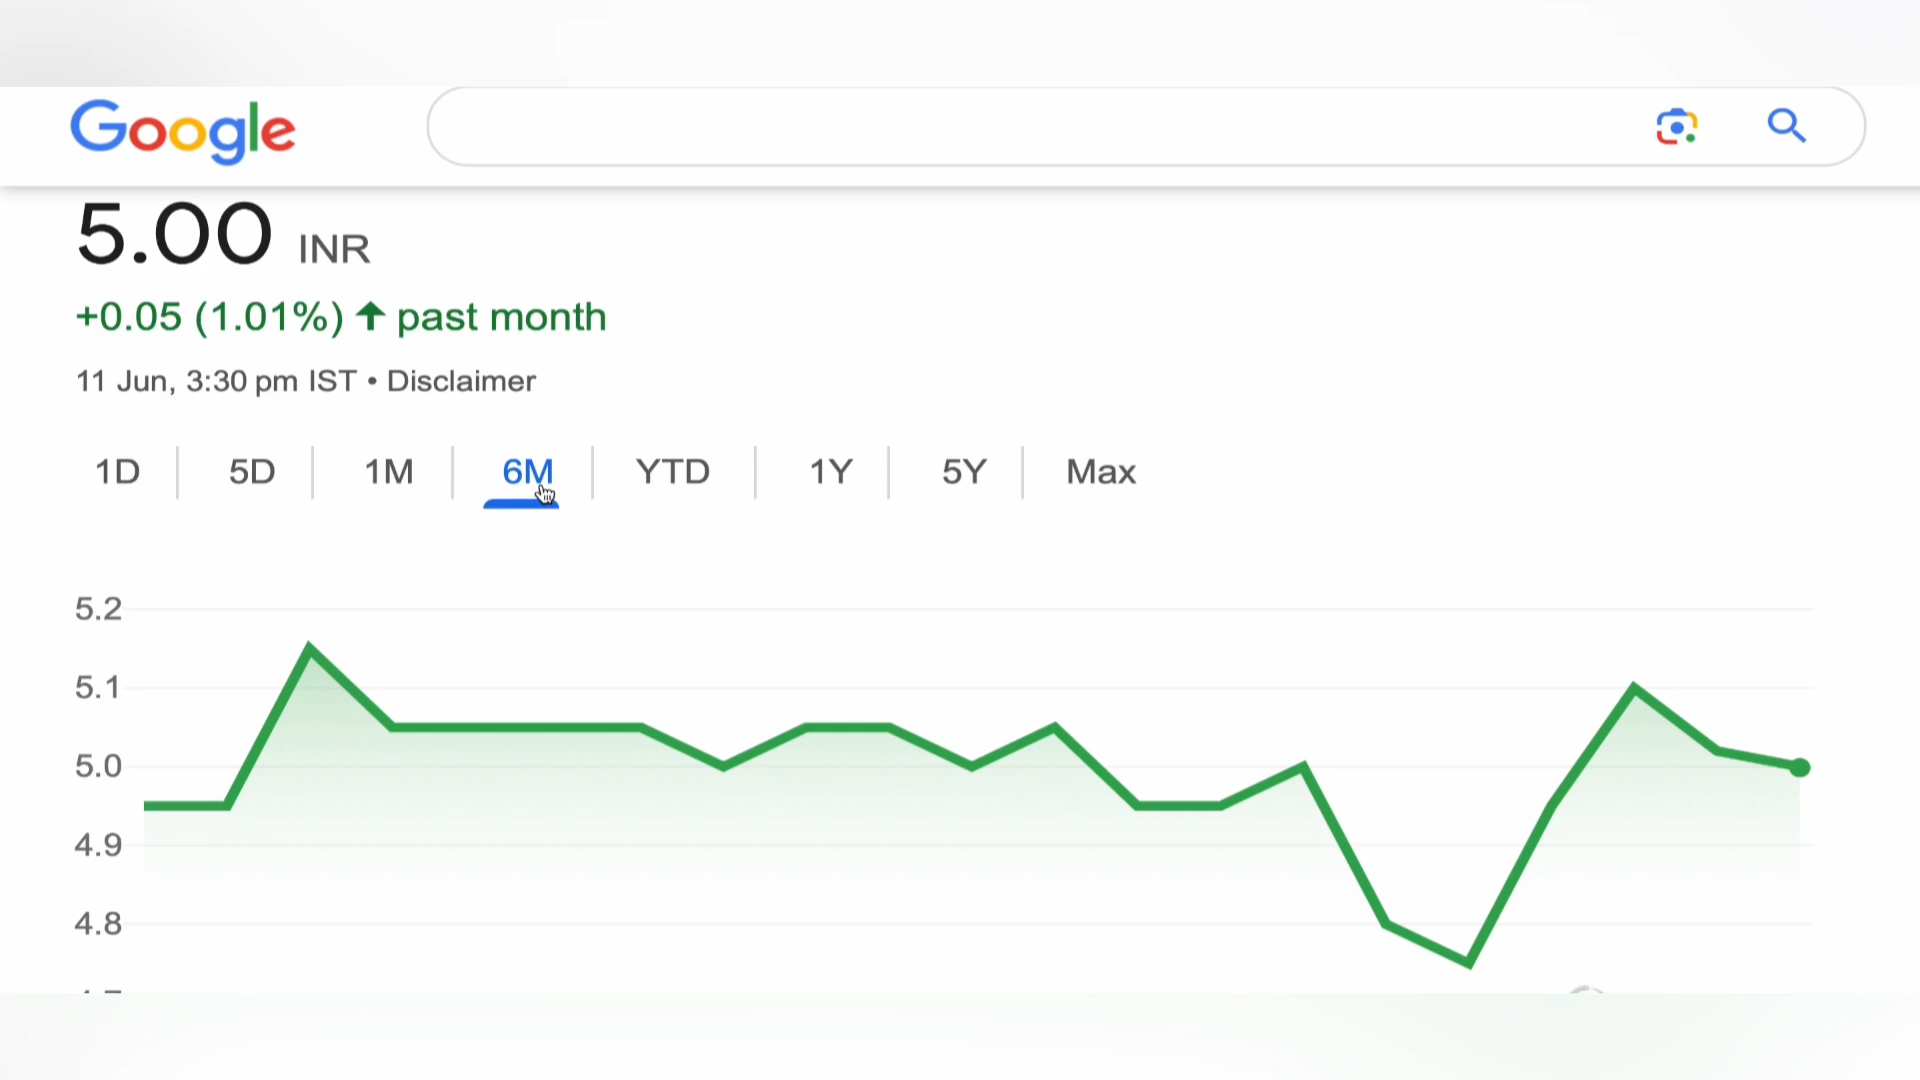 Google
5.00 INR
+0.05 (1.01%) ↑ past month
11 Jun, 3:30 pm IST • Disclaimer
1D 5D 1M 6M YTD 1Y 5Y Max
5.2
5.1
5.0
4.9
4.8